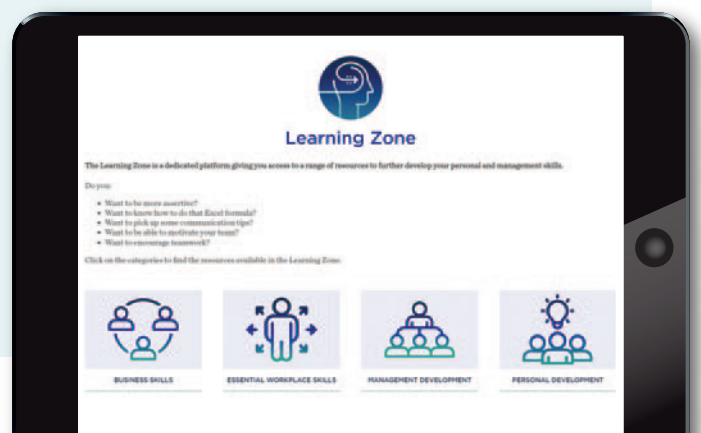 Learning Zone
The Learning Zone is a dedicated platform giving you access to a range of resources to further develop your personal and management skills.
Do you:
• Want to be more assertive?
• Want to know how to do that Excel formula?
• Want to pick up some communication tips?
• Want to be able to motivate your team?
• Want to encourage teamwork?
Click on the categories to find the resources available in the Learning Zone.
BUSINESS SKILLS
ESSENTIAL WORKPLACE SKILLS
MANAGEMENT DEVELOPMENT
PERSONAL DEVELOPMENT